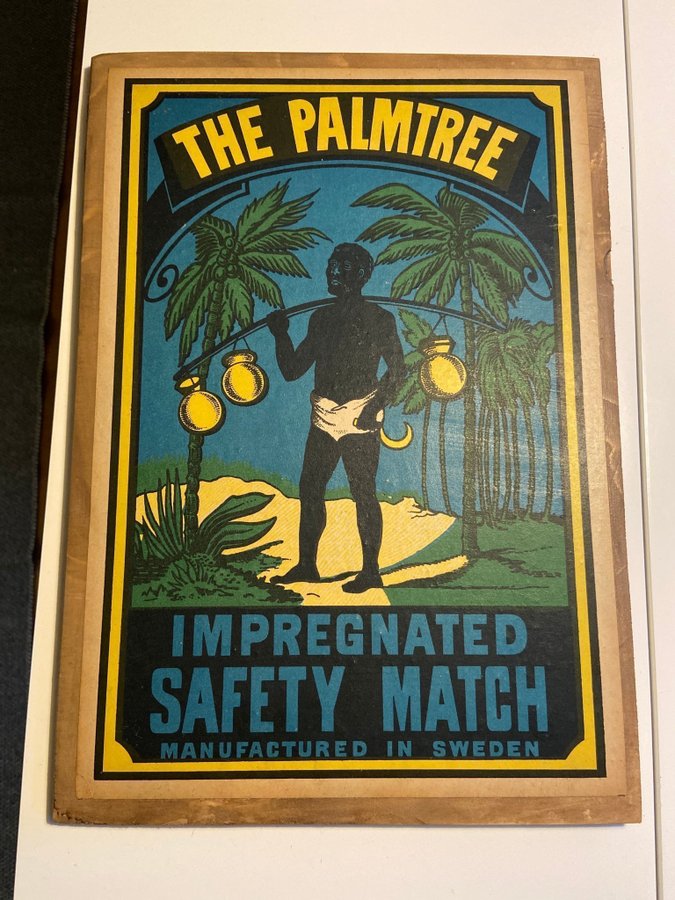 THE PALMTREE
IMPREGNATED
SAFETY MATCH
MANUFACTURED IN SWEDEN